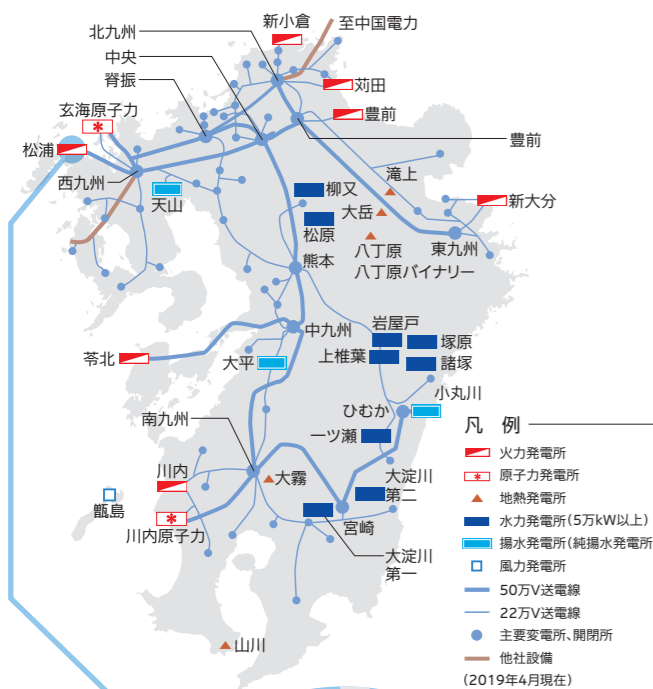 新小倉
至中国電力
北九州
中央
脊振
苅田
玄海原子力
豊前
豊前
松浦
西九州
滝上
天山
柳又
大岳
新大分
松原
八丁原
八丁原バイナリー
東九州
熊本
岩屋戸
中九州
塚原
苓北
大平
上椎葉
諸塚
小丸川
ひむか
南九州
一ツ瀬
川内
大霧
大淀川
第二
甑島
川内原子力
宮崎
大淀川
第一
山川
凡 例
火力発電所
原子力発電所
地熱発電所
水力発電所(5万kW以上)
揚水発電所(純揚水発電所
風力発電所
50万V送電線
22万V送電線
主要変電所、開閉所
他社設備
(2019年4月現在)